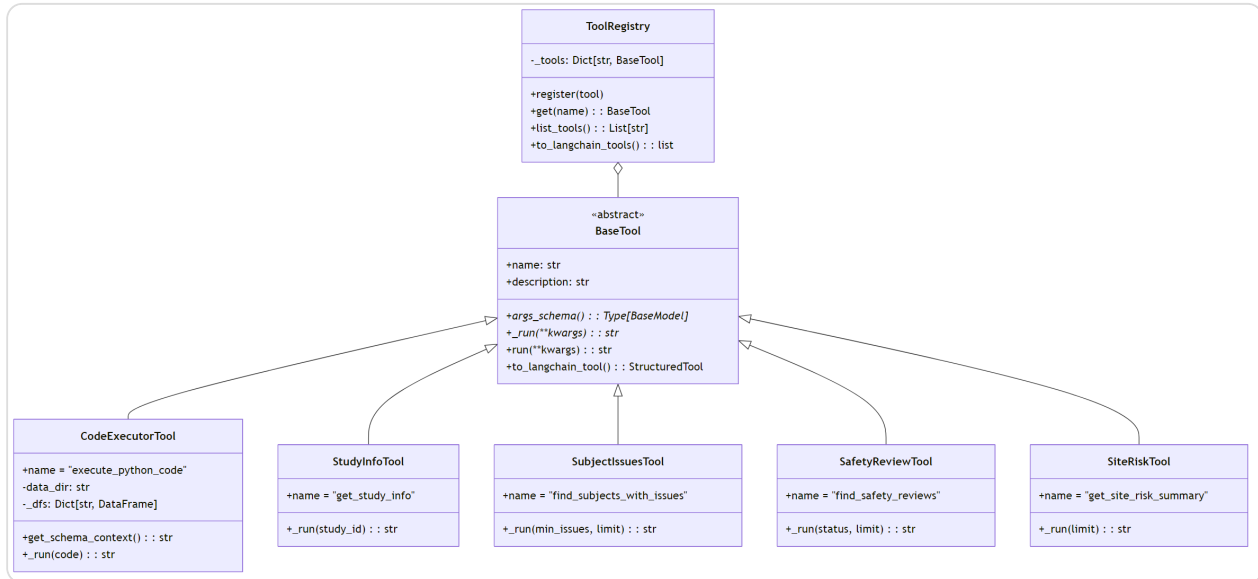 ToolRegistry
-_tools: Dict[str, BaseTool]
+register(tool)
+get(name) : : BaseTool
+list_tools() : : List[str]
+to_langchain_tools() : : list
«abstract»
BaseTool
+name: str
+description: str
+args_schema() : : Type[BaseModel]
+_run(**kwargs) : : str
+run(**kwargs) : : str
+to_langchain_tool() : : StructuredTool
CodeExecutorTool
+name = "execute_python_code"
-data_dir: str
-_dfs: Dict[str, DataFrame]
+get_schema_context() : : str
+_run(code) : : str
StudyInfoTool
+name = "get_study_info"
+_run(study_id) : : str
SubjectIssuesTool
+name = "find_subjects_with_issues"
+_run(min_issues, limit) : : str
SafetyReviewTool
+name = "find_safety_reviews"
+_run(status, limit) : : str
SiteRiskTool
+name = "get_site_risk_summary"
+_run(limit) : : str